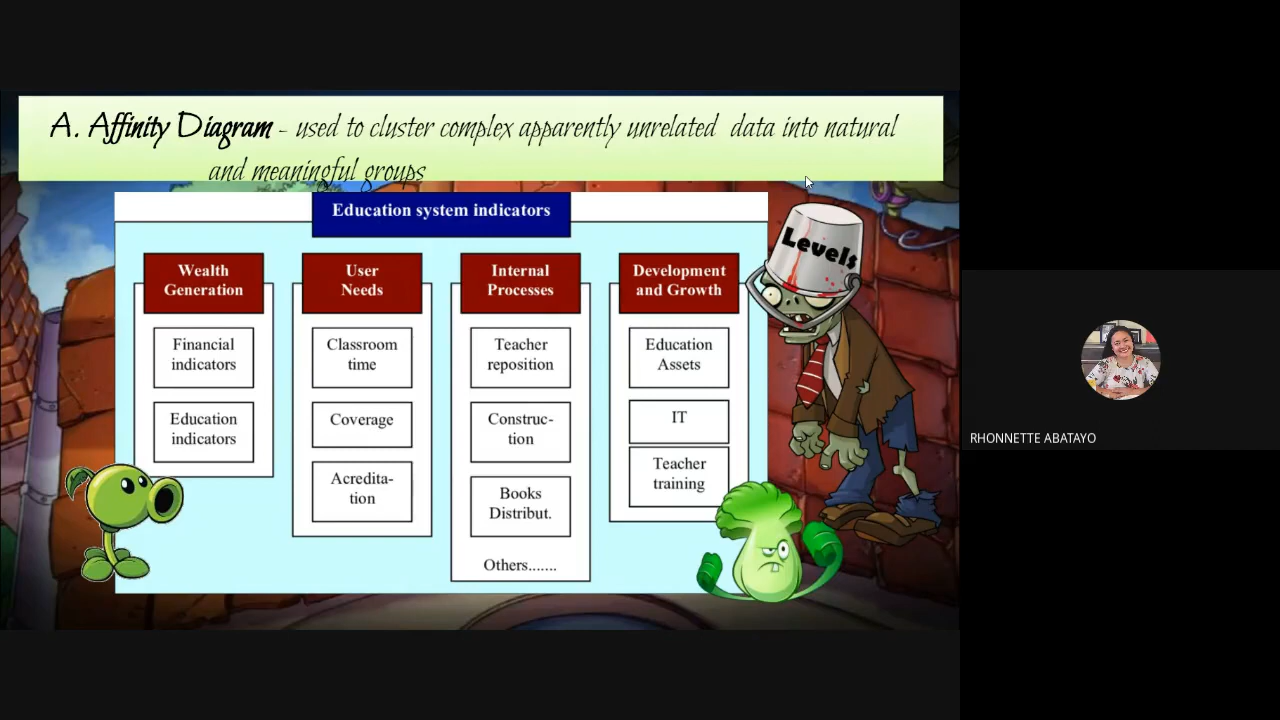 A. Affinity Diagram - used to cluster complex apparently unrelated data into natural
and meaningful groups
Education system indicators
Wealth
Generation
Financial
indicators
Education
indicators
User
Needs
Classroom
time
Coverage
Acredita-
tion
Internal
Processes
Teacher
reposition
Construc-
tion
Books
Distribut.
Others.......
Development
and Growth
Education
Assets
IT
Teacher
training
Levels
RHONNETTE ABATAYO